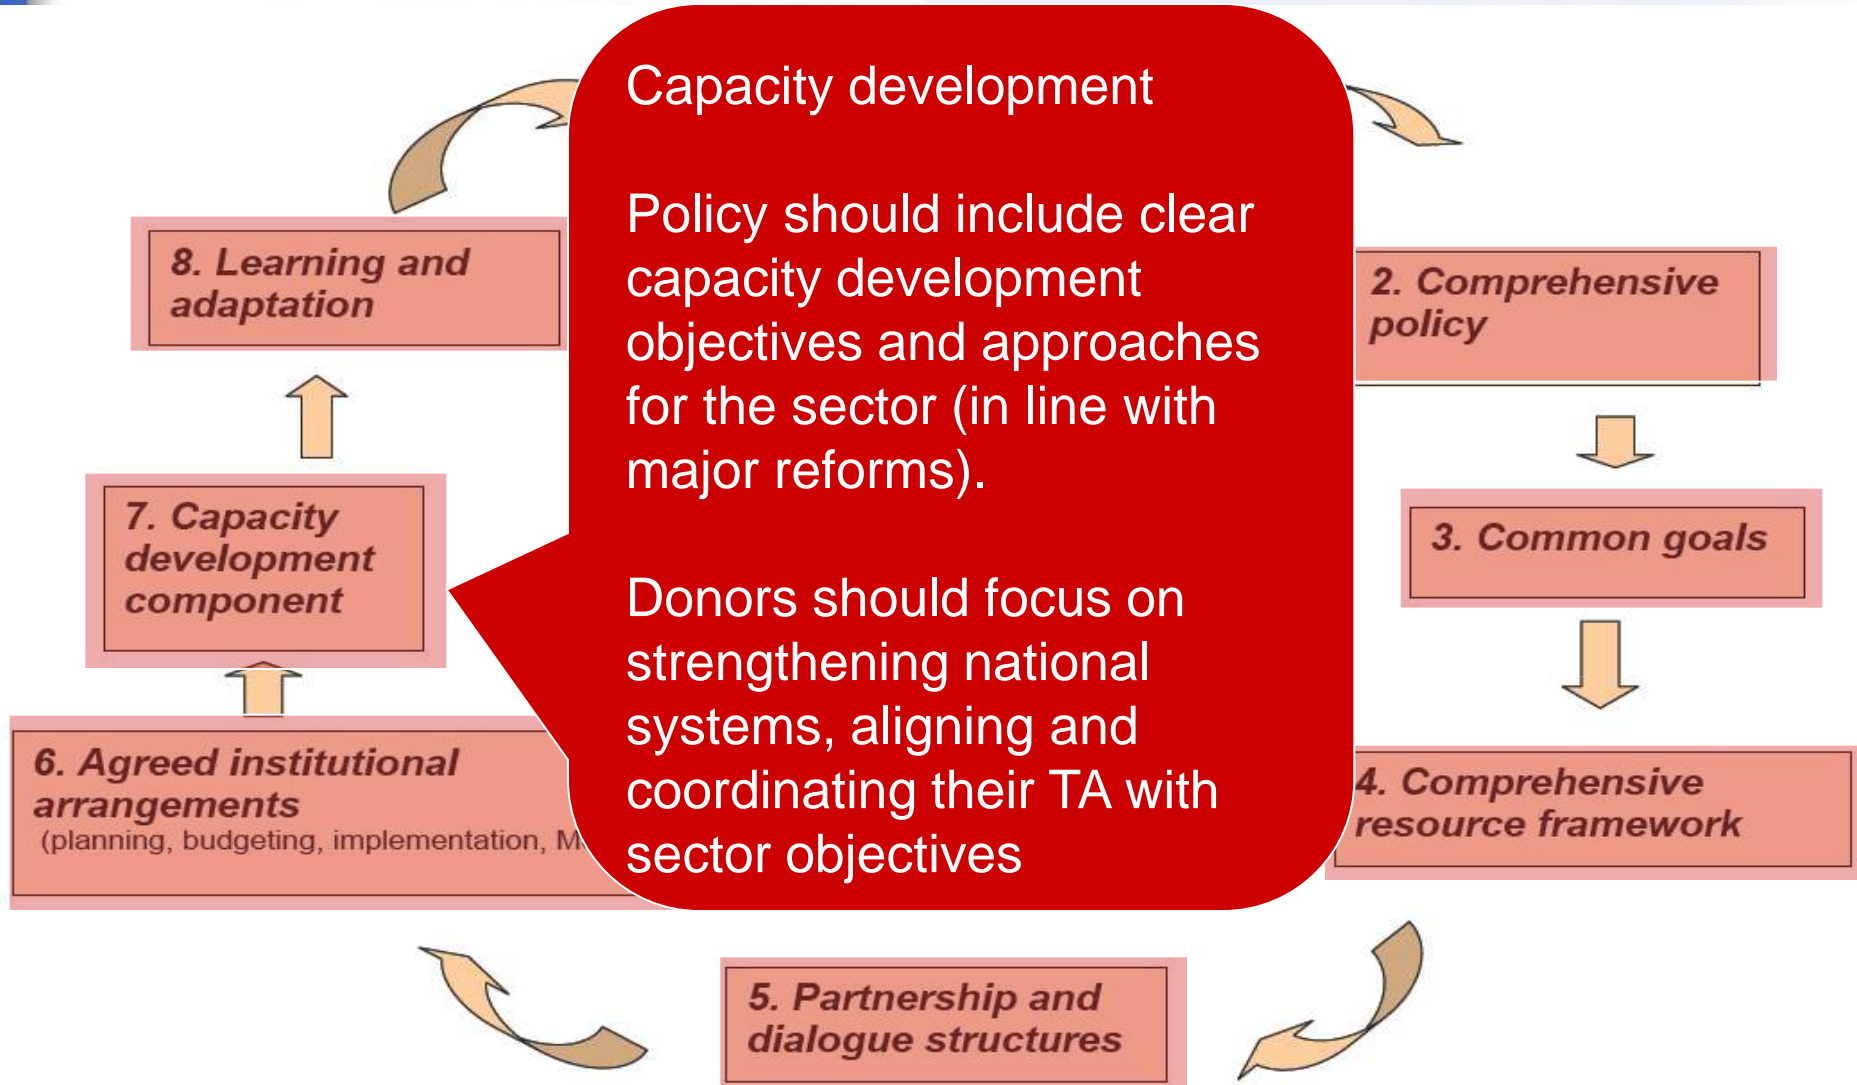 Capacity development
Policy should include clear
capacity development
objectives and approaches
for the sector (in line with
major reforms).
Donors should focus on
strengthening national
systems, aligning and
coordinating their TA with
sector objectives
2. Comprehensive
policy
3. Common goals
4. Comprehensive
resource framework
5. Partnership and
dialogue structures
6. Agreed institutional
arrangements
(planning, budgeting, implementation,
7. Capacity
development
component
8. Learning and
adaptation